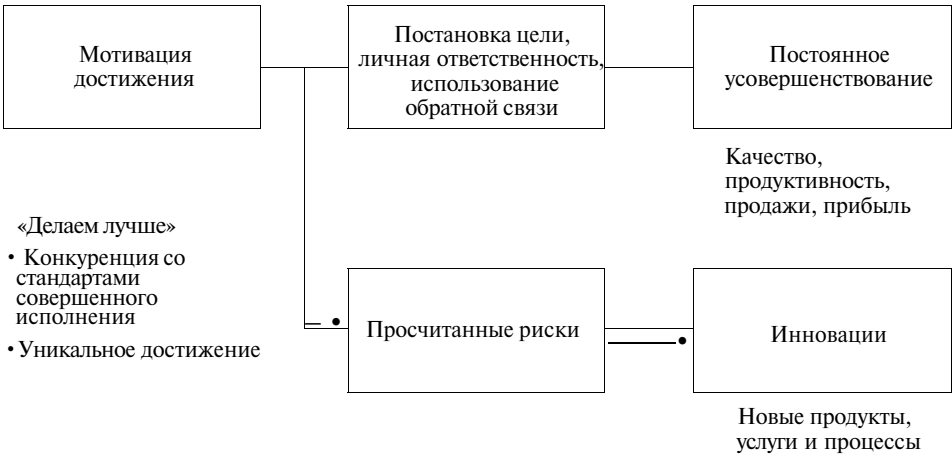 Мотивация
достижения
Постановка цели,
личная ответственность,
использование
обратной связи
Постоянное
усовершенствование
Качество,
продуктивность,
продажи, прибыль
«Делаем лучше»
• Конкуренция со
стандартами
совершенного
исполнения
• Уникальное достижение
Просчитанные риски
Инновации
Новые продукты,
услуги и процессы